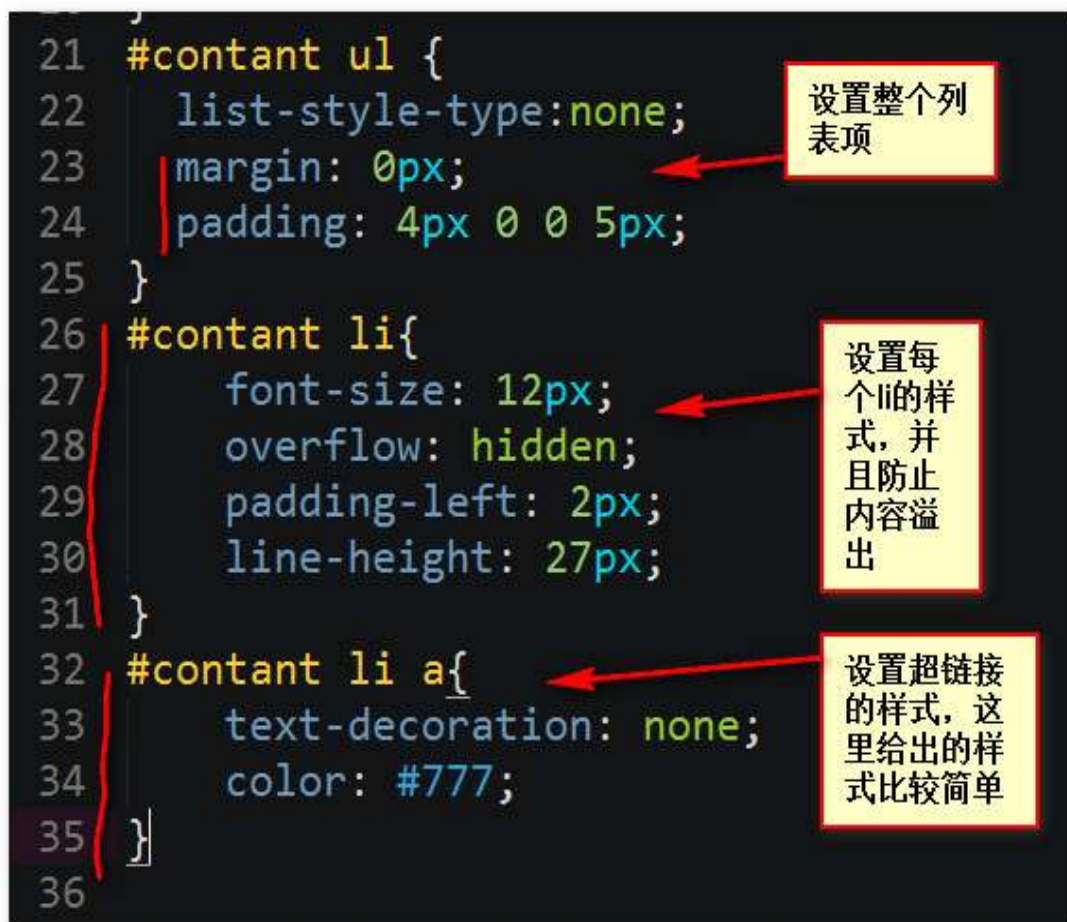 21 #contant ul {
22 list-style-type:none;
23 margin: 0px;
24 padding: 4px 0 0 5px;
25 }
26 #contant li{
27 font-size: 12px;
28 overflow: hidden;
29 padding-left: 2px;
30 line-height: 27px;
31 }
32 #contant li a{
33 text-decoration: none;
34 color: #777;
35 }
36
设置整个列
表项
设置每
个li的样
式，并
且防止
内容溢
出
设置超链接
的样式，这
里给出的样
式比较简单